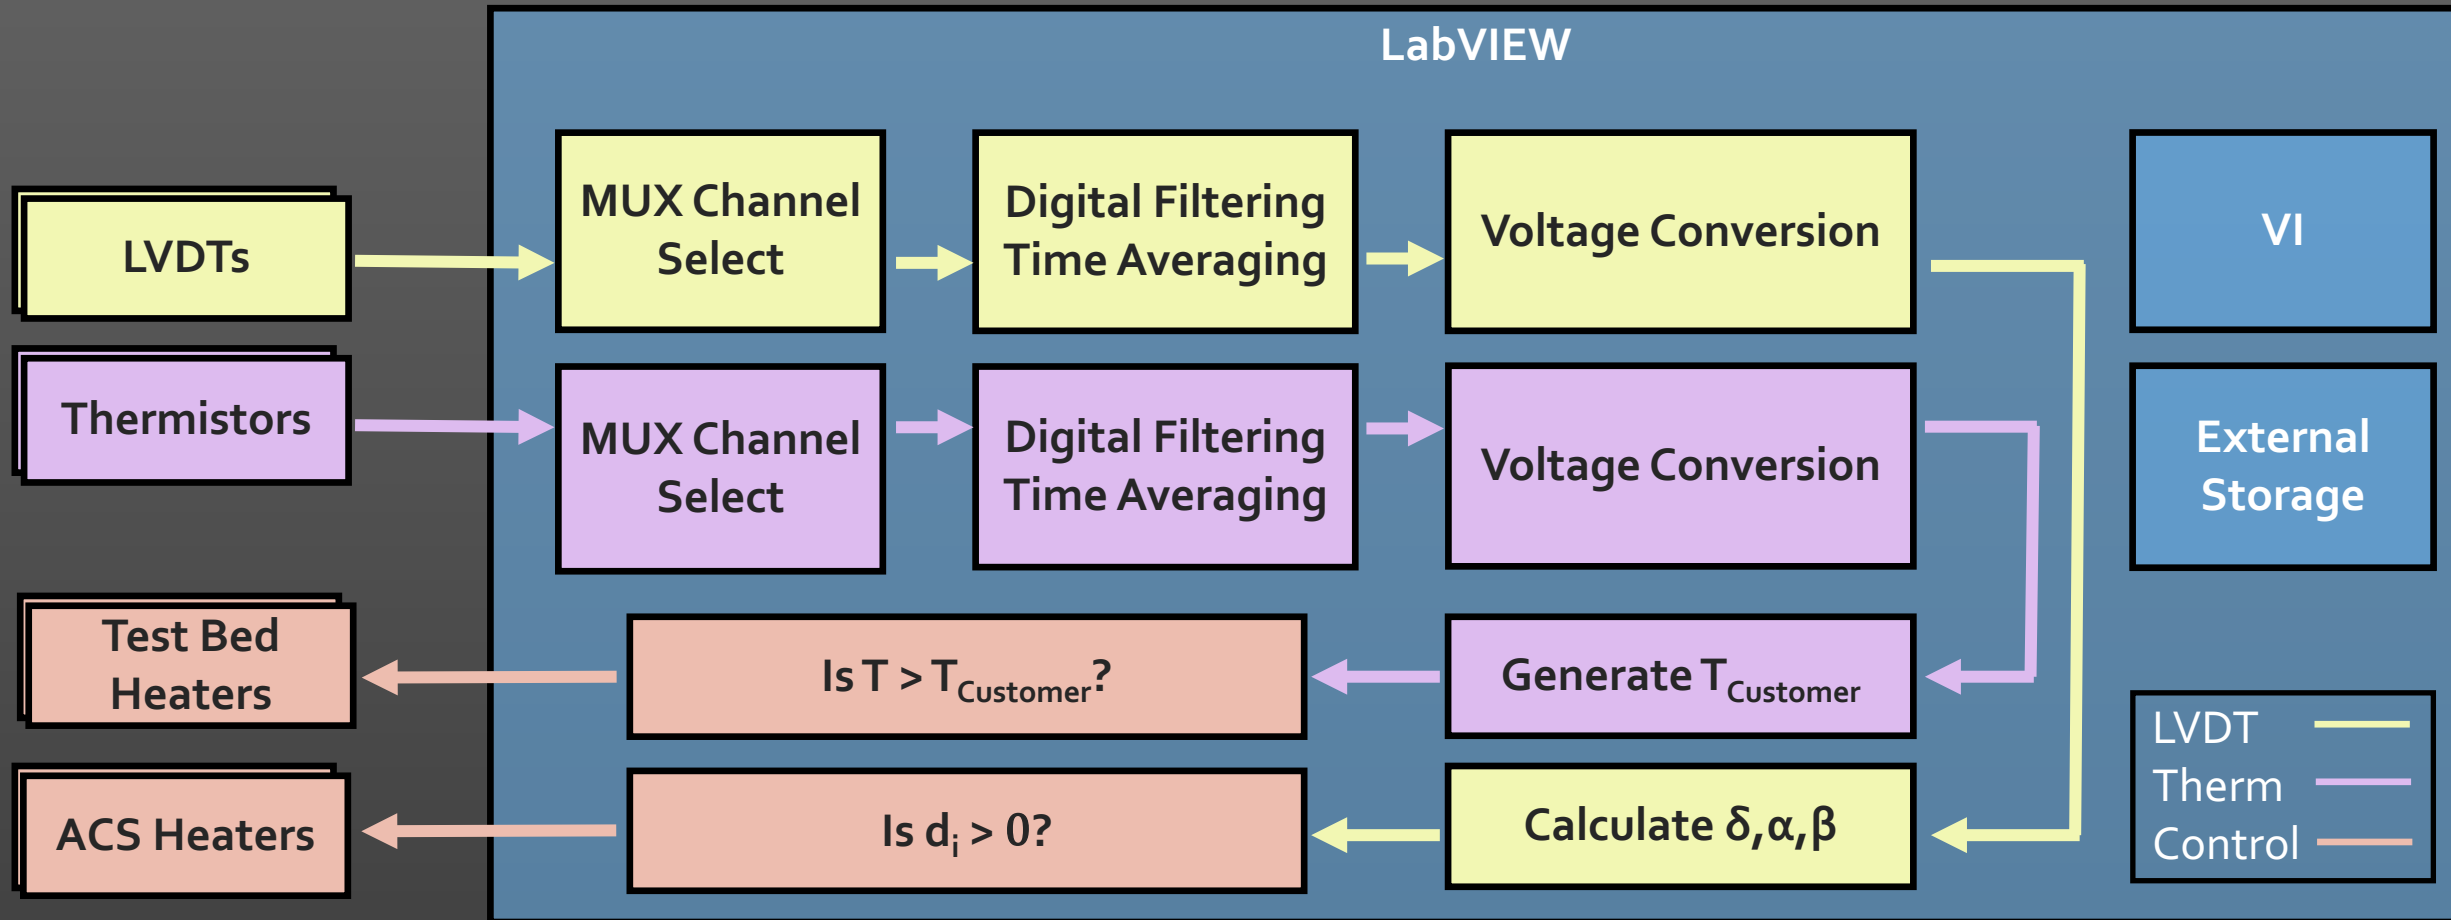 LabVIEW
LVDTs
MUX Channel
Select
Digital Filtering
Time Averaging
Voltage Conversion
VI
Thermistors
MUX Channel
Select
Digital Filtering
Time Averaging
Voltage Conversion
External
Storage
Test Bed
Heaters
Is T > TCustomer?
Generate TCustomer
ACS Heaters
Is di > 0?
Calculate δ,α,β
LVDT
Therm
Control